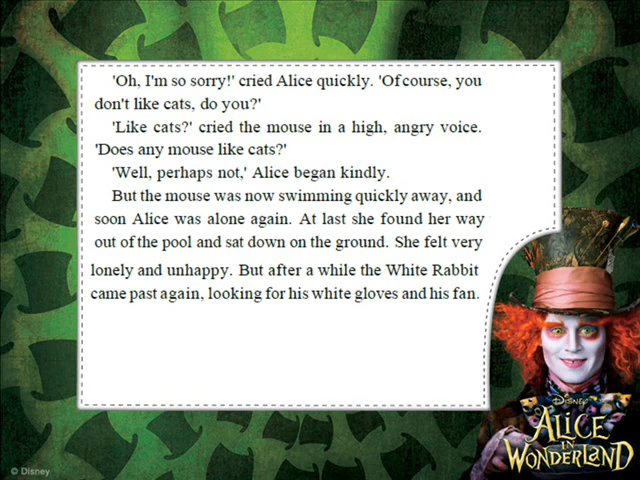 'Oh, I'm so sorry!' cried Alice quickly. 'Of course, you
don't like cats, do you?'
'Like cats?' cried the mouse in a high, angry voice.
'Does any mouse like cats?'
'Well, perhaps not,' Alice began kindly.
But the mouse was now swimming quickly away, and
soon Alice was alone again. At last she found her way
out of the pool and sat down on the ground. She felt very
lonely and unhappy. But after a while the White Rabbit
came past again, looking for his white gloves and his fan.
DISNEY
ALICE
IN
WONDERLAND
© Disney